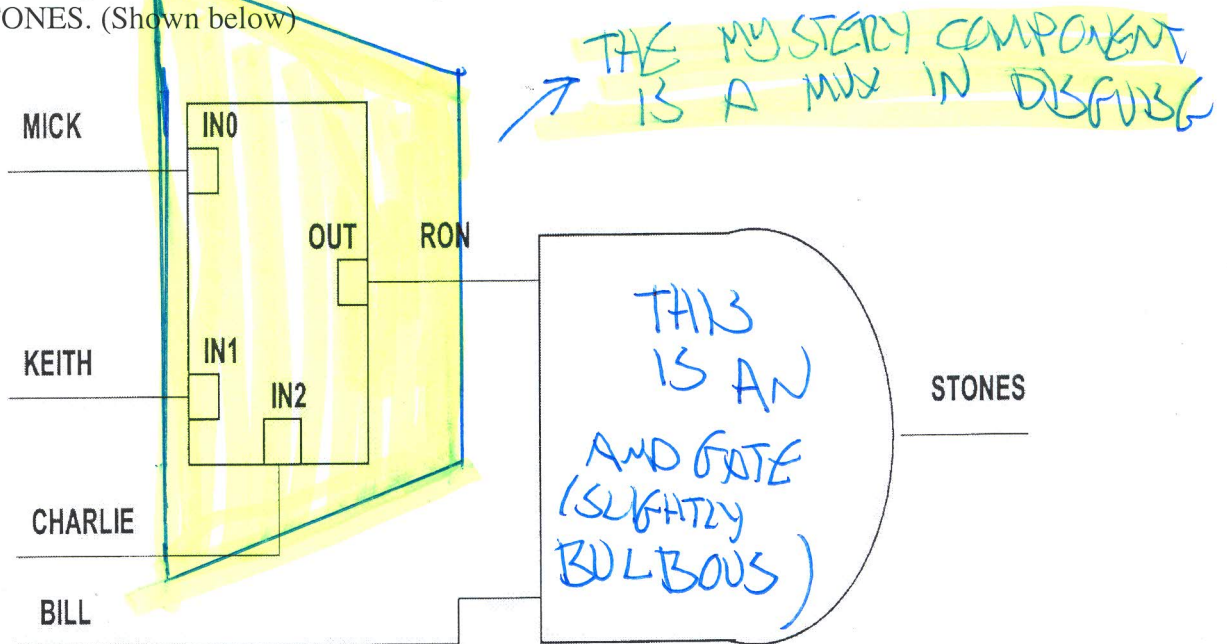 TONES. (Shown below)
THE MYSTERY COMPONENT
IS A MUX IN DISGUISE
MICK
IN0
OUT
RON
THIS
IS AN
AND GATE
(SLIGHTLY
BULBOUS)
KEITH
IN1
IN2
STONES
CHARLIE
BILL